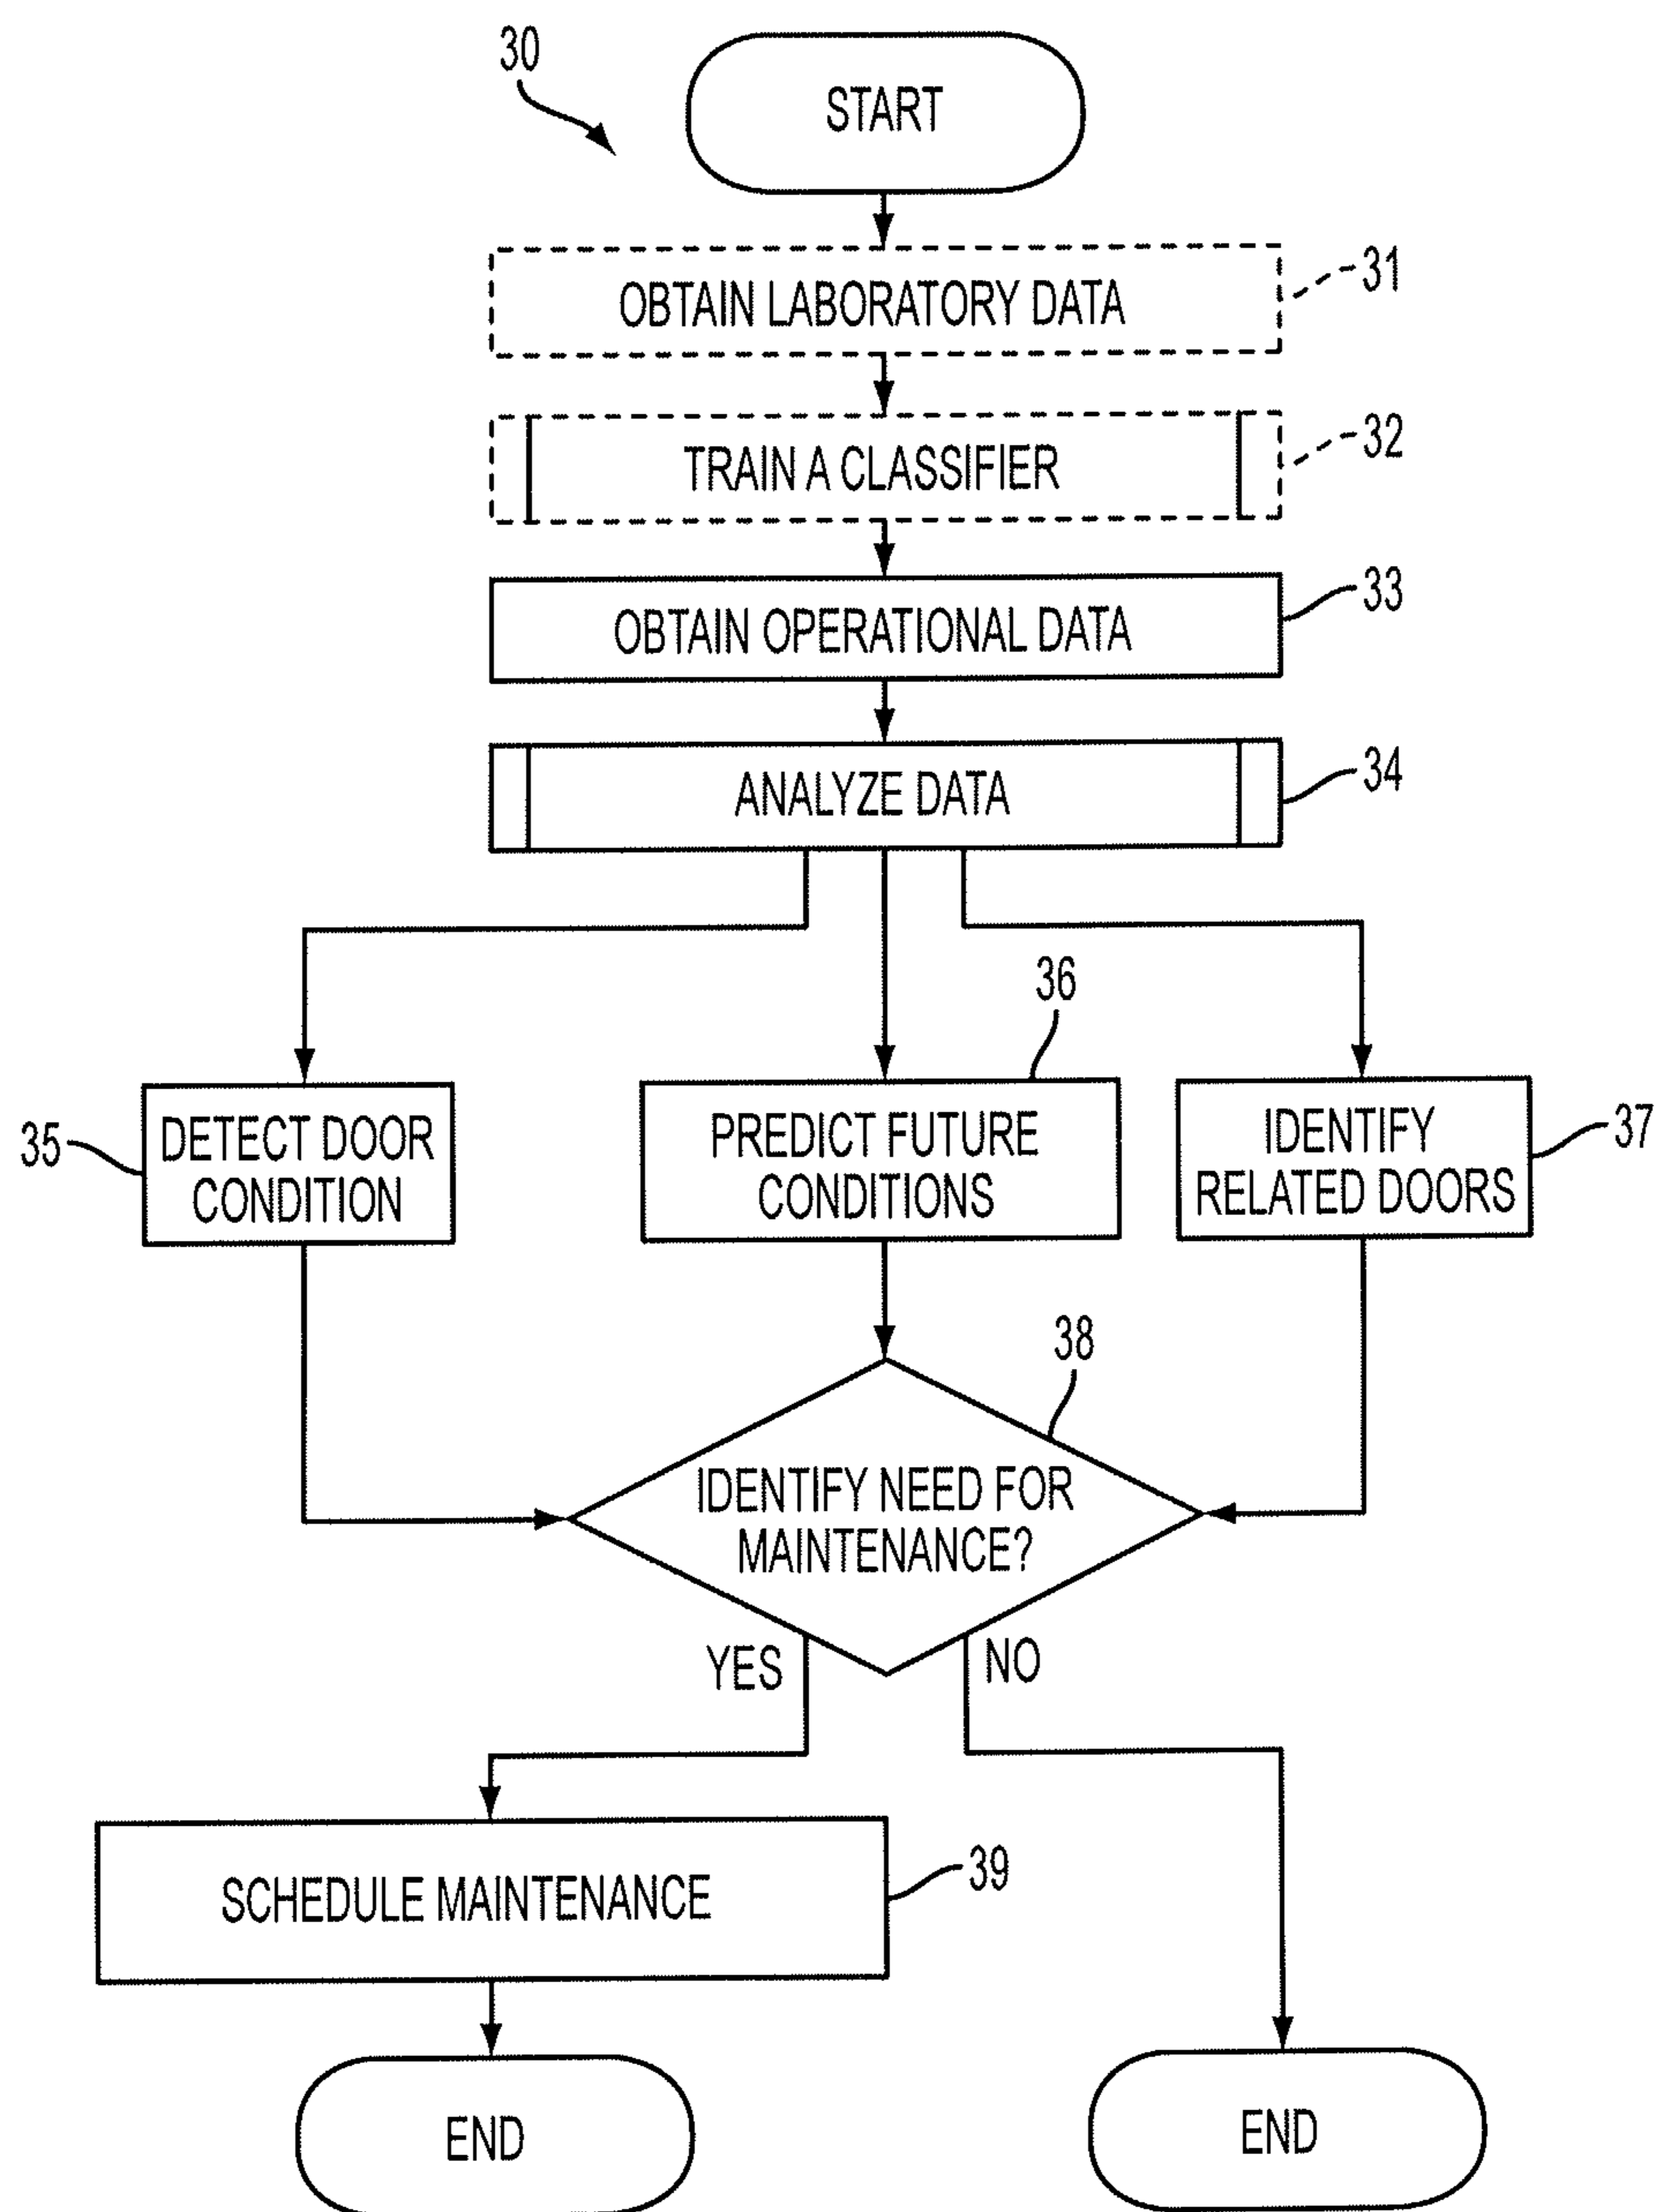 30
START
OBTAIN LABORATORY DATA
31
TRAIN A CLASSIFIER
32
OBTAIN OPERATIONAL DATA
33
ANALYZE DATA
34
35
DETECT DOOR
CONDITION
36
PREDICT FUTURE
CONDITIONS
IDENTIFY
RELATED DOORS
37
38
IDENTIFY NEED FOR
MAINTENANCE?
YES
NO
SCHEDULE MAINTENANCE
39
END
END